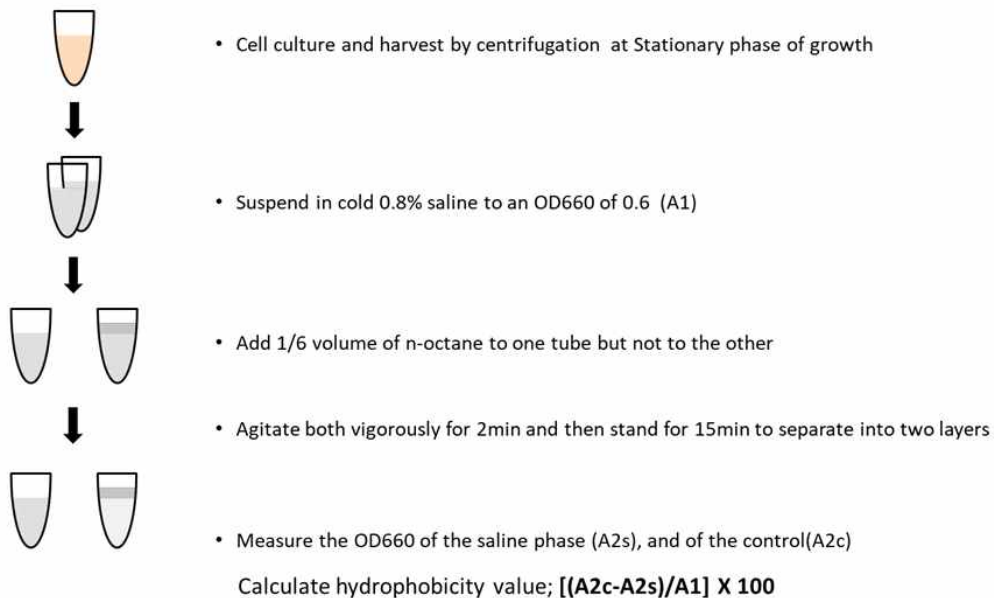 • Cell culture and harvest by centrifugation at Stationary phase of growth
• Suspend in cold 0.8% saline to an OD660 of 0.6 (A1)
• Add 1/6 volume of n-octane to one tube but not to the other
• Agitate both vigorously for 2min and then stand for 15min to separate into two layers
• Measure the OD660 of the saline phase (A2s), and of the control(A2c)
Calculate hydrophobicity value; [(A2c-A2s)/A1] X 100